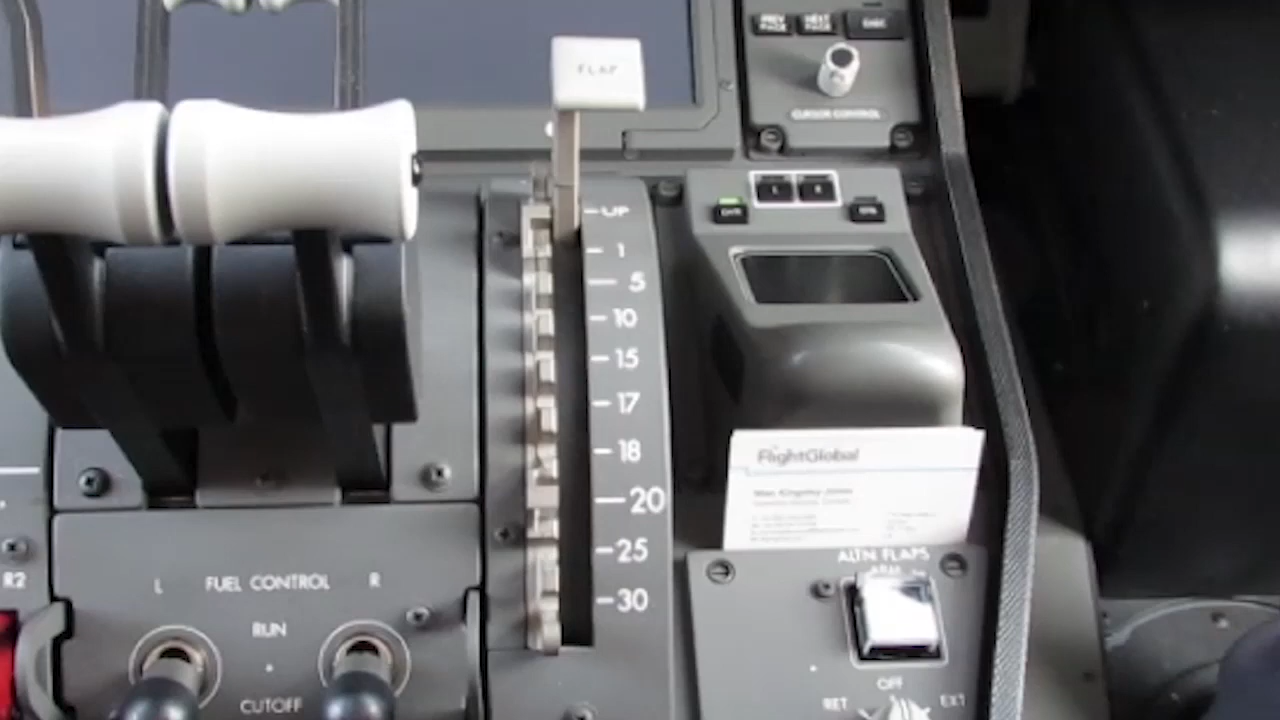 PREV PAGE
NEXT PAGE
FLAP
CURSOR CONTROL
L
R
UP
1
5
10
15
17
18
20
25
30
FlightGlobal
ALTN FLAPS
ARM
OFF
RET
EXT
R2
L
FUEL CONTROL
R
RUN
CUTOFF